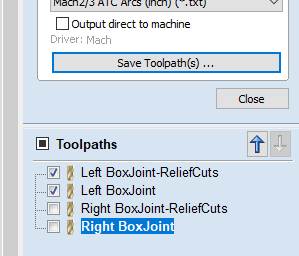 Mach2/3 ATC Arcs (inch) (*.txt)
Output direct to machine
Driver: Mach
Save Toolpath(s) ...
Close
Toolpaths
Left BoxJoint-ReliefCuts
Left BoxJoint
Right BoxJoint-ReliefCuts
Right BoxJoint